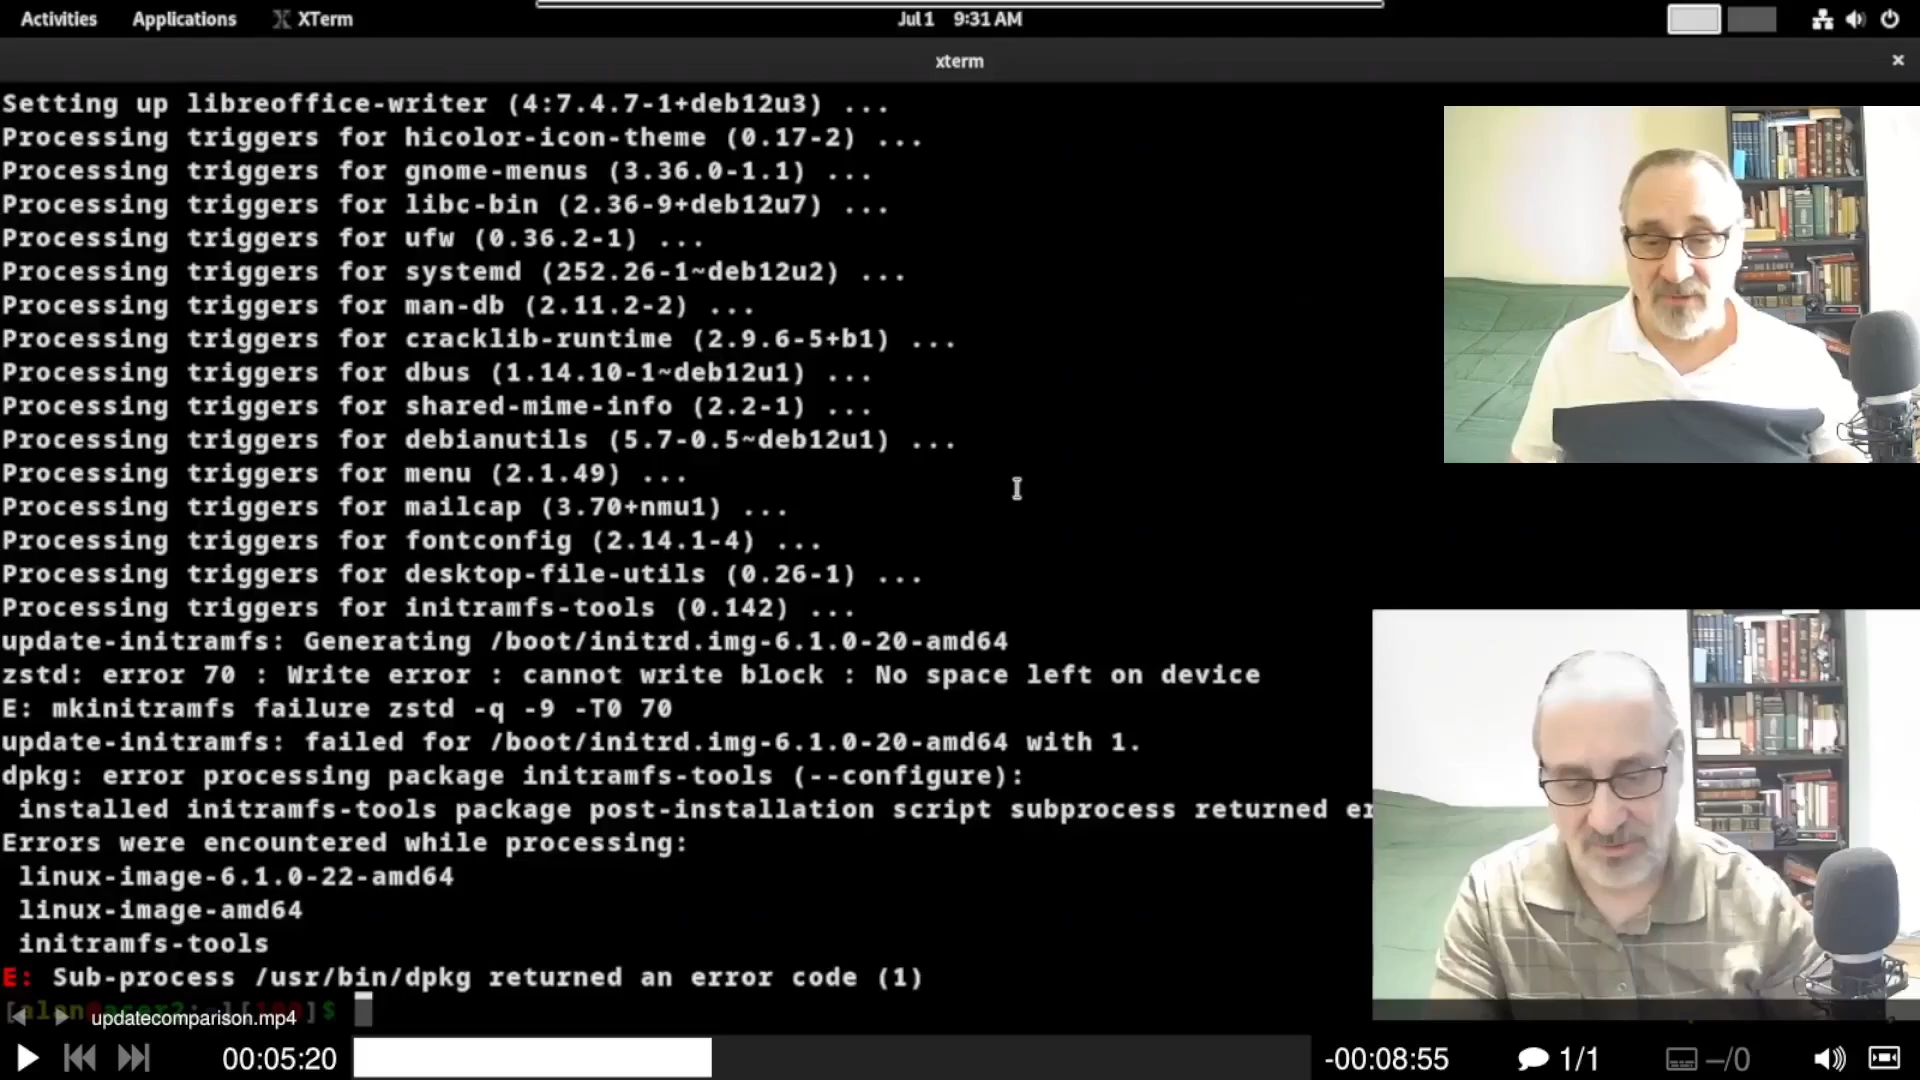 Activities Applications XTerm Jul 1 9:31 AM
xterm ×
Setting up libreoffice-writer (4:7.4.7-1+deb12u3) ...
Processing triggers for hicolor-icon-theme (0.17-2) ...
Processing triggers for gnome-menus (3.36.0-1.1) ...
Processing triggers for libc-bin (2.36-9+deb12u7) ...
Processing triggers for ufw (0.36.2-1) ...
Processing triggers for systemd (252.26-1~deb12u2) ...
Processing triggers for man-db (2.11.2-2) ...
Processing triggers for cracklib-runtime (2.9.6-5+b1) ...
Processing triggers for dbus (1.14.10-1~deb12u1) ...
Processing triggers for shared-mime-info (2.2-1) ...
Processing triggers for debianutils (5.7-0.5~deb12u1) ...
Processing triggers for menu (2.1.49) ...
Processing triggers for mailcap (3.70+nmu1) ...
Processing triggers for fontconfig (2.14.1-4) ...
Processing triggers for desktop-file-utils (0.26-1) ...
Processing triggers for initramfs-tools (0.142) ...
update-initramfs: Generating /boot/initrd.img-6.1.0-20-amd64
zstd: error 70 : Write error : cannot write block : No space left on device
E: mkinitramfs failure zstd -q -9 -T0 70
update-initramfs: failed for /boot/initrd.img-6.1.0-20-amd64 with 1.
dpkg: error processing package initramfs-tools (--configure):
 installed initramfs-tools package post-installation script subprocess returned er
Errors were encountered while processing:
 linux-image-6.1.0-22-amd64
 linux-image-amd64
 initramfs-tools
E: Sub-process /usr/bin/dpkg returned an error code (1)
updatecomparison.mp4
00:05:20 -00:08:55 1/1 –/0